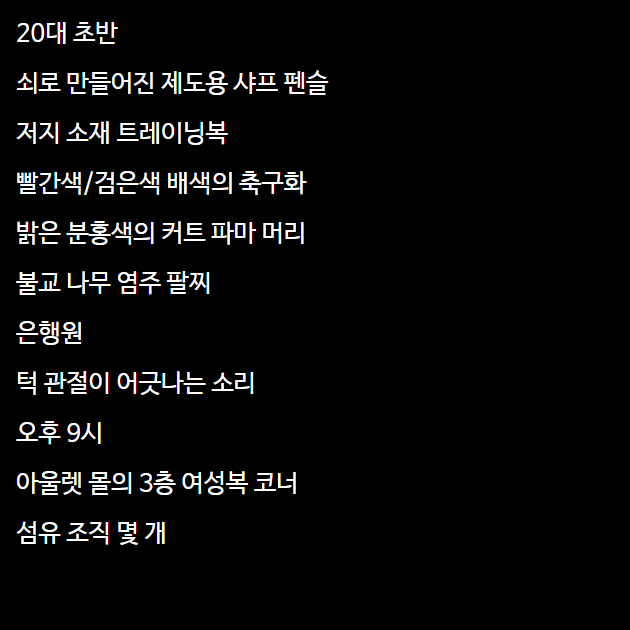 20대 초반
쇠로 만들어진 제도용 샤프 펜슬
저지 소재 트레이닝복
빨간색/검은색 배색의 축구화
밝은 분홍색의 커트 파마 머리
불교 나무 염주 팔찌
은행원
턱 관절이 어긋나는 소리
오후 9시
아울렛 몰의 3층 여성복 코너
섬유 조직 몇 개